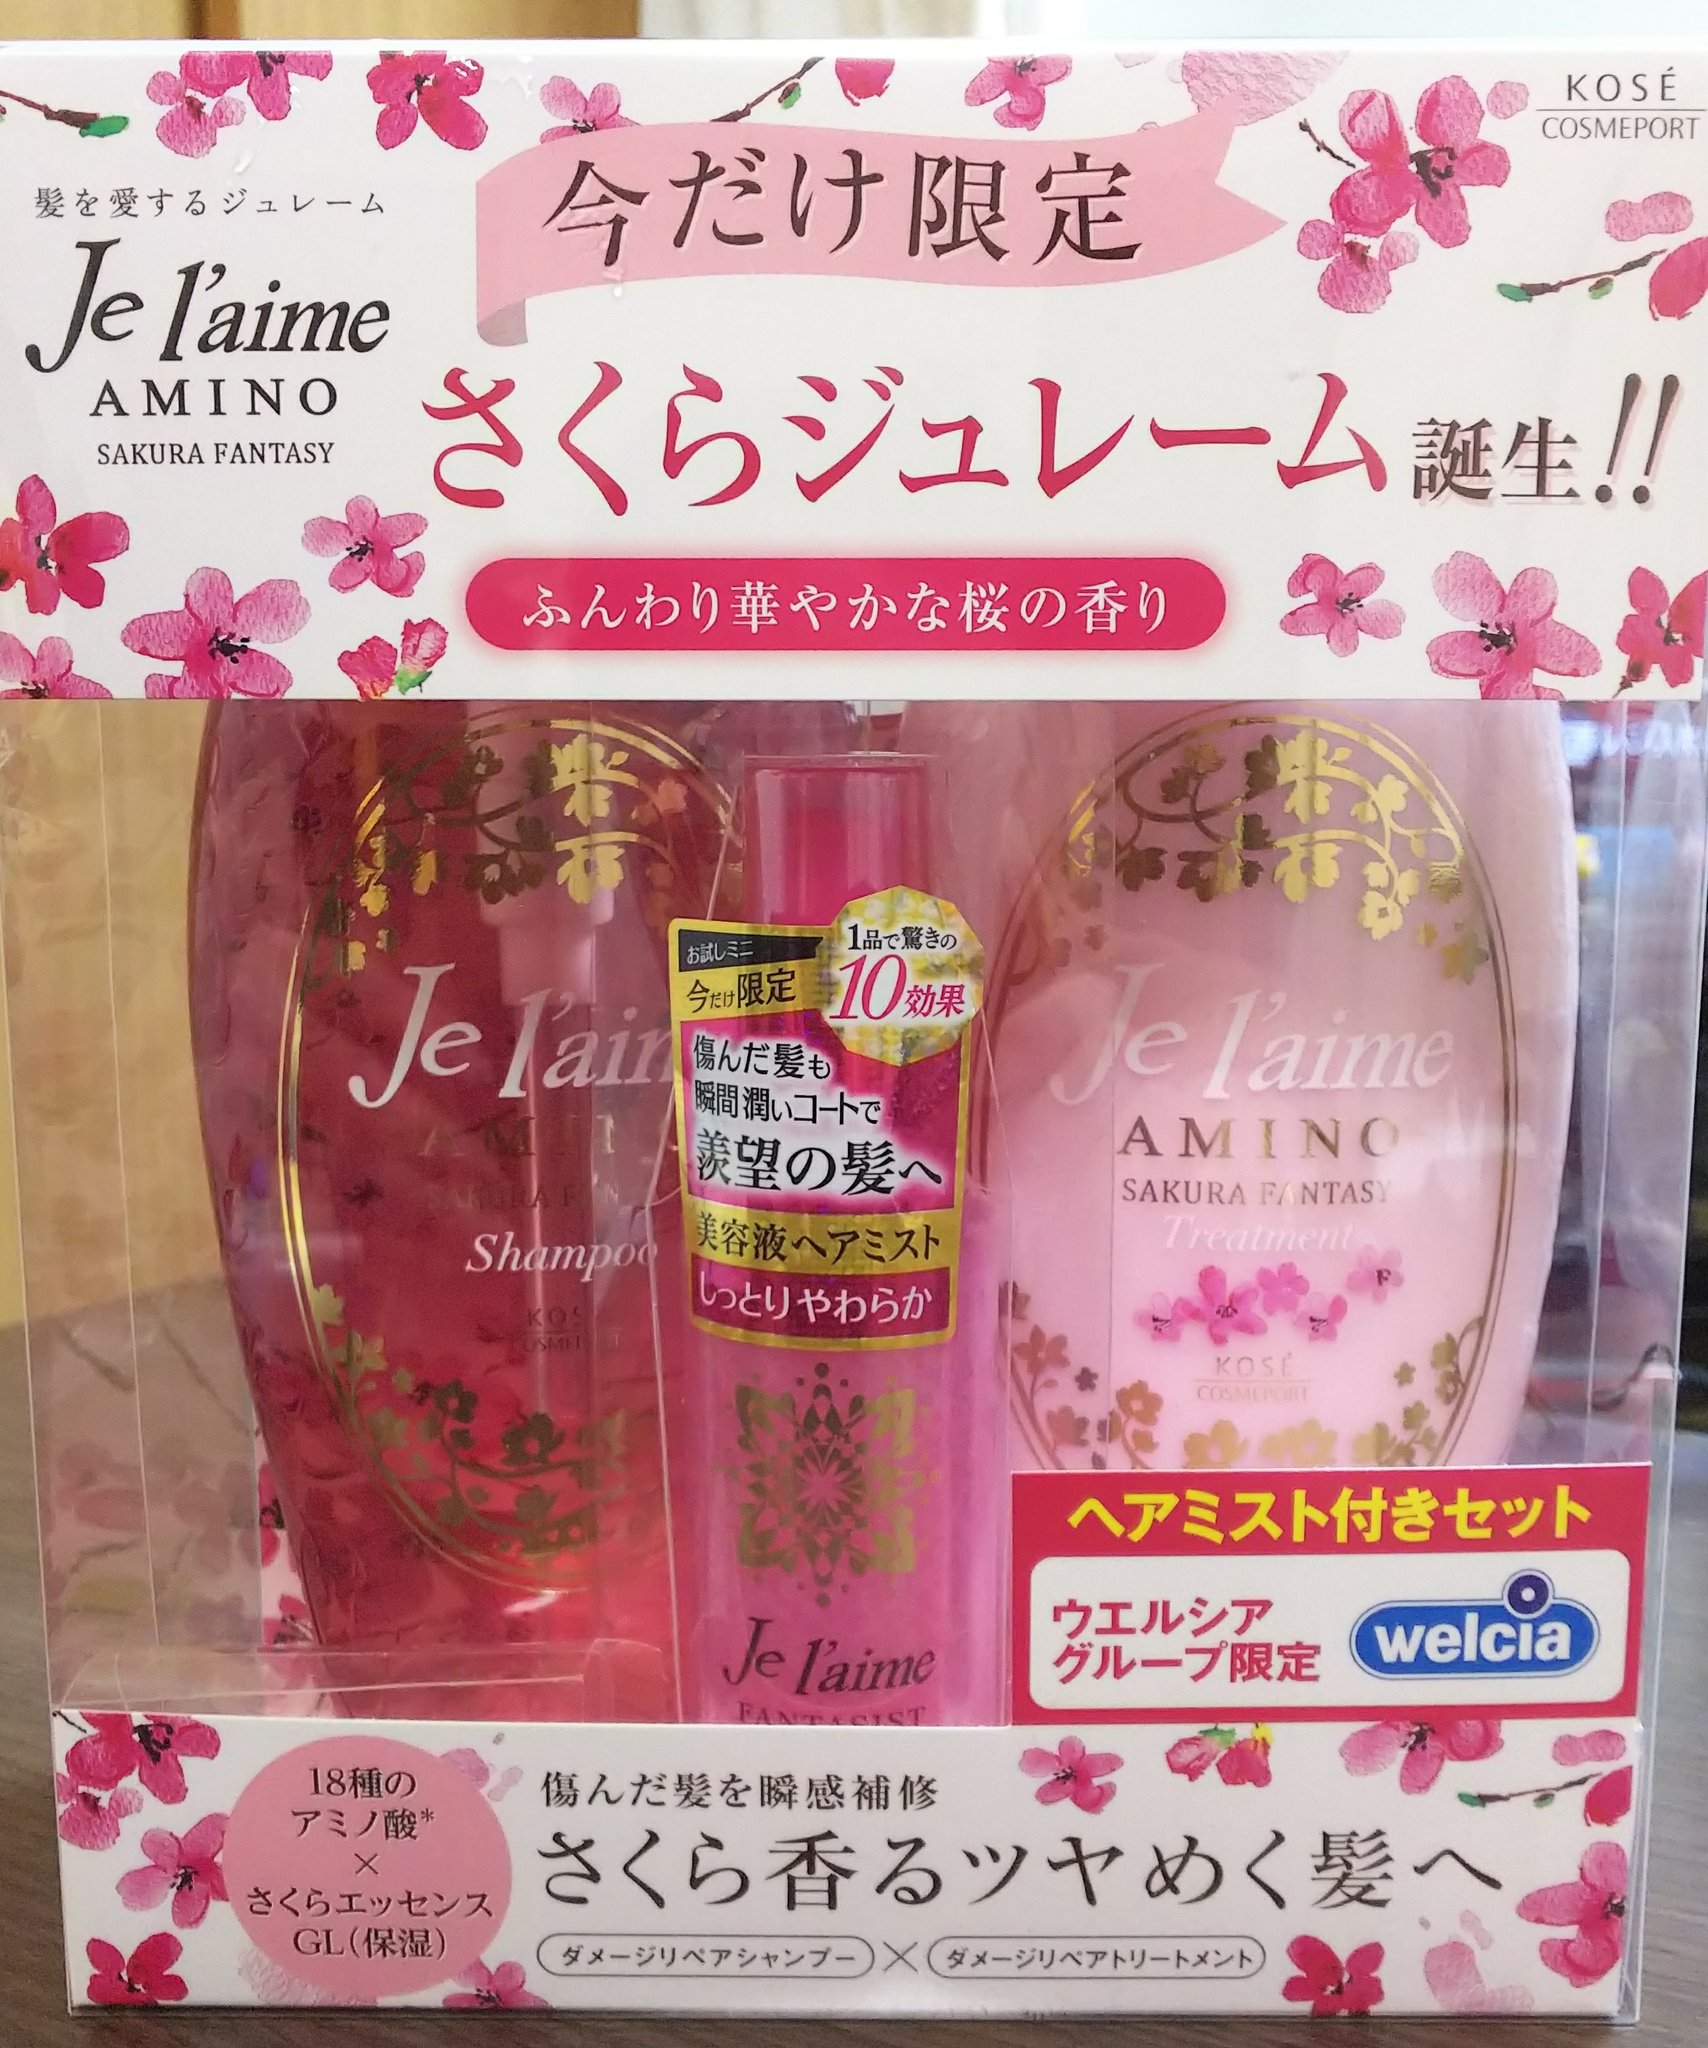 KOSÉ
COSMEPORT
今だけ限定
髪を愛するジュレーム
Je l'aime
AMINO
SAKURA FANTASY
さくらジュレーム誕生!!
ふんわり華やかな桜の香り
Je l'aim
Shampoo
KOS
お試しミニ
今だけ限定
1品で驚きの
10効果
傷んだ髪も
瞬間潤いコートで
羨望の髪へ
美容液ヘアミスト
しっとりやわらか
Je l'aime
FANTASIST
Je l'aime
AMINO
SAKURA FANTASY
Treatment
KOSÉ
COSMEPORT
ヘアミスト付きセット
ウエルシア
グループ限定
welcia
18種の
アミノ酸*
×
さくらエッセンス
GL(保湿)
傷んだ髪を瞬感補修
さくら香るツヤめく髪へ
ダメージリペアシャンプー×ダメージリペアトリートメント